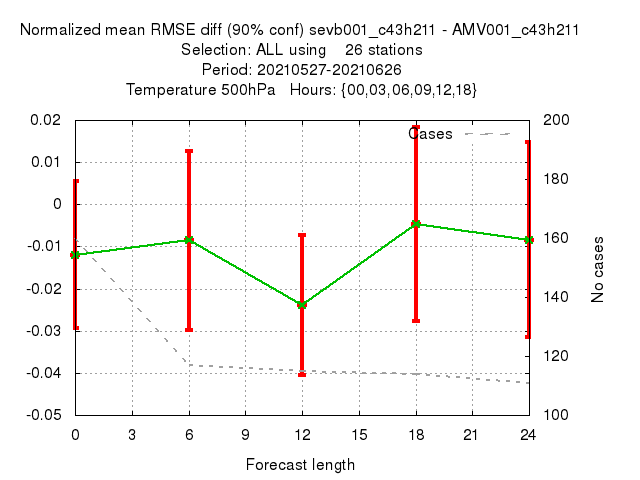 Normalized mean RMSE diff (90% conf) sevb001_c43h211 - AMV001_c43h211
Selection: ALL using    26 stations
Period: 20210527-20210626
Temperature 500hPa   Hours: {00,03,06,09,12,18}
Cases
0.02
0.01
0
-0.01
-0.02
-0.03
-0.04
-0.05
200
180
160
140
120
100
No cases
0 3 6 9 12 15 18 21 24
Forecast length